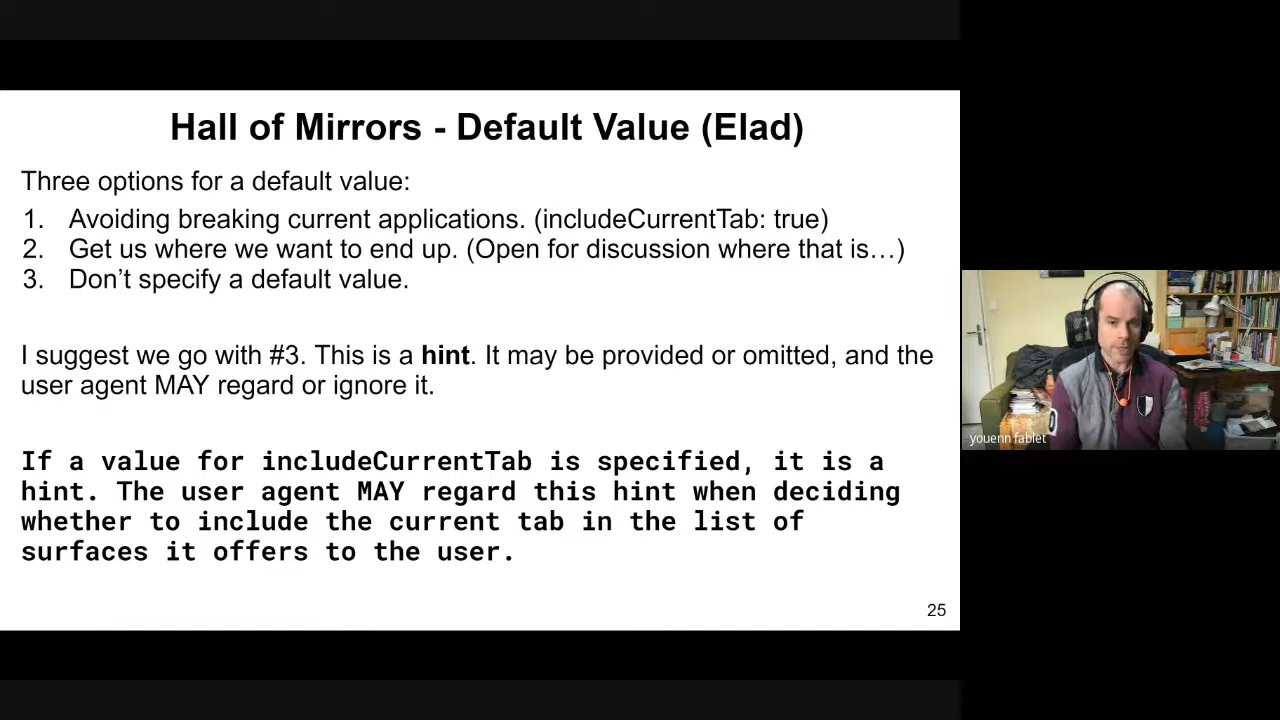 Hall of Mirrors - Default Value (Elad)
Three options for a default value:
1. Avoiding breaking current applications. (includeCurrentTab: true)
2. Get us where we want to end up. (Open for discussion where that is…)
3. Don’t specify a default value.
I suggest we go with #3. This is a hint. It may be provided or omitted, and the
user agent MAY regard or ignore it.
If a value for includeCurrentTab is specified, it is a
hint. The user agent MAY regard this hint when deciding
whether to include the current tab in the list of
surfaces it offers to the user.
25
youenn fablet